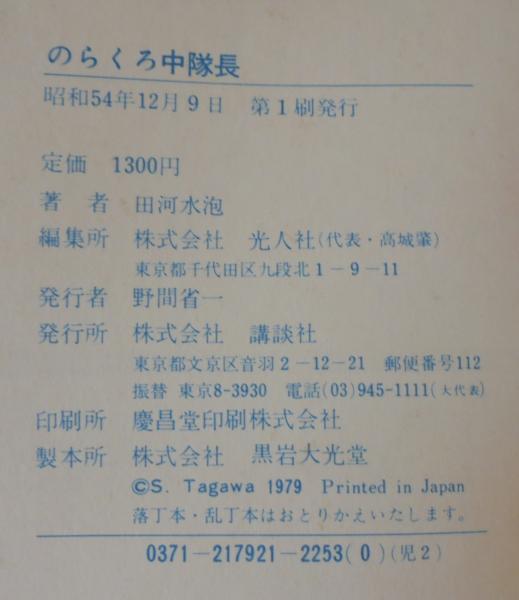 のらくろ中隊長
昭和54年12月9日　第1刷発行
定価　1300円
著　者　田河水泡
編集所　株式会社　光人社(代表・高城肇)
東京都千代田区九段北1－9－11
発行者　野間省一
発行所　株式会社　講談社
東京都文京区音羽2－12－21　郵便番号112
振替 東京8-3930　電話(03)945-1111(大代表)
印刷所　慶昌堂印刷株式会社
製本所　株式会社　黒岩大光堂
©S. Tagawa 1979　Printed in Japan
落丁本・乱丁本はおとりかえいたします。
0371－217921－2253(0)(児2)